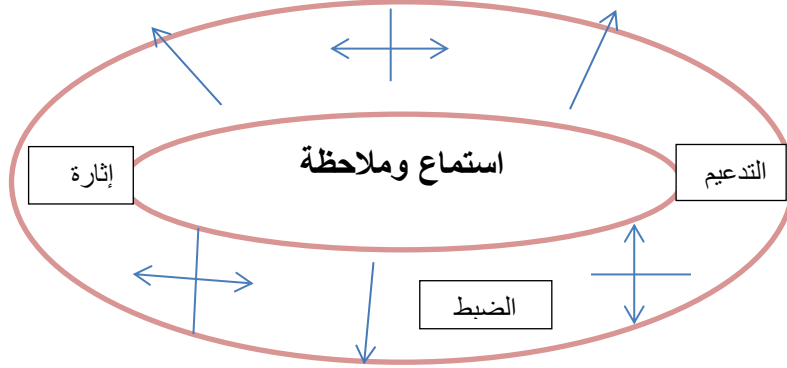 استماع وملاحظة
التدعيم
إثارة
الضبط